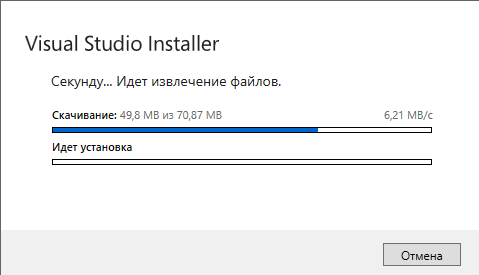 Visual Studio Installer
Секунду... Идет извлечение файлов.
Скачивание: 49,8 MB из 70,87 MB 6,21 MB/c
Идет установка
Отмена